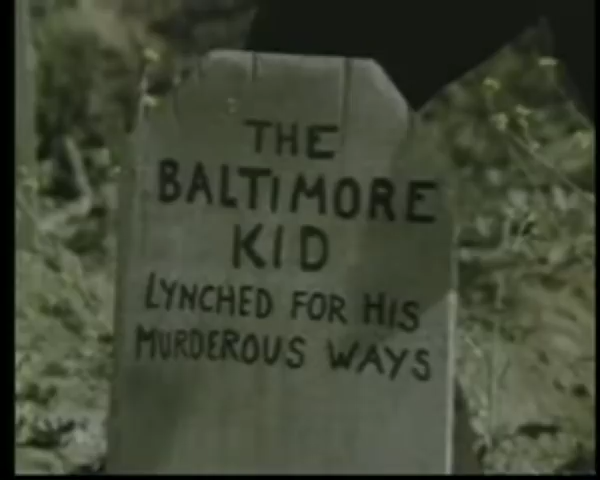 THE
BALTIMORE
KID
LYNCHED FOR HIS
MURDEROUS WAYS